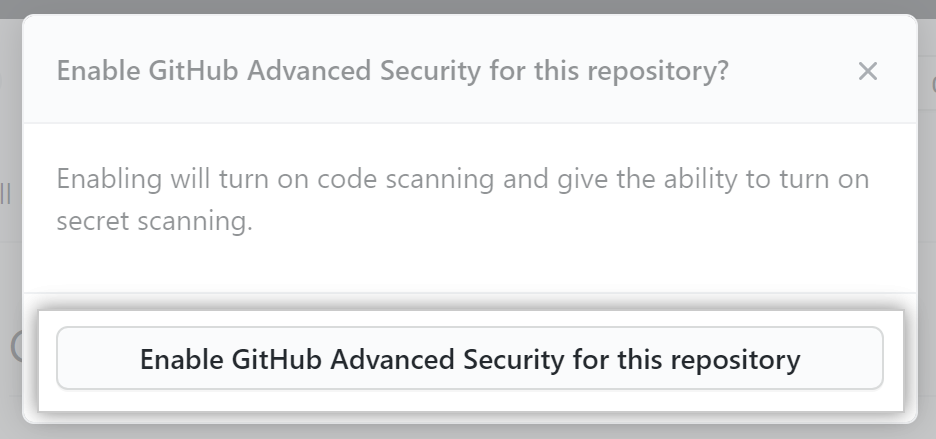 Enable GitHub Advanced Security for this repository?
Enabling will turn on code scanning and give the ability to turn on
secret scanning.
Enable GitHub Advanced Security for this repository